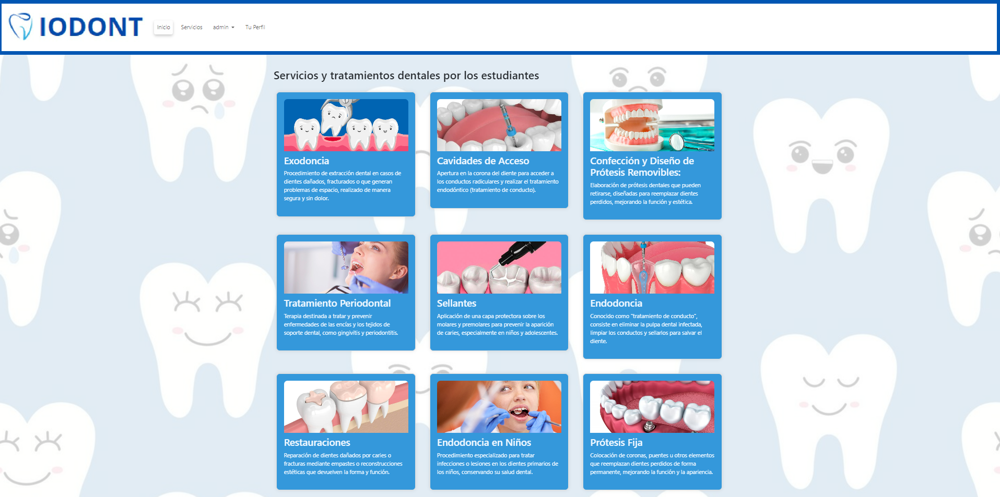 IODONT
Inicio
Servicios
admin
Tu Perfil
Servicios y tratamientos dentales por los estudiantes
Exodoncia
Procedimiento de extracción dental en casos de
dientes dañados, fracturados o que generan
problemas de espacio, realizado de manera
segura y sin dolor.
Cavidades de Acceso
Apertura en la corona del diente para acceder a
los conductos radiculares y realizar el tratamiento
endodóntico (tratamiento de conducto).
Confección y Diseño de
Prótesis Removibles:
Elaboración de prótesis dentales que pueden
retirarse, diseñadas para reemplazar dientes
perdidos, mejorando la función y estética.
Tratamiento Periodontal
Terapia destinada a tratar y prevenir
enfermedades de las encías y los tejidos de
soporte dental, como gingivitis y periodontitis.
Sellantes
Aplicación de una capa protectora sobre los
molares y premolares para prevenir la aparición
de caries, especialmente en niños y adolescentes.
Endodoncia
Conocido como "tratamiento de conducto",
consiste en eliminar la pulpa dental infectada,
limpiar los conductos y sellarlos para salvar el
diente.
Restauraciones
Reparación de dientes dañados por caries o
fracturas mediante empastes o reconstrucciones
estéticas que devuelven la forma y función.
Endodoncia en Niños
Procedimiento especializado para tratar
infecciones o lesiones en los dientes primarios de
los niños, conservando su salud dental.
Prótesis Fija
Colocación de coronas, puentes u otros elementos
que reemplazan dientes perdidos de forma
permanente, mejorando la función y la apariencia.